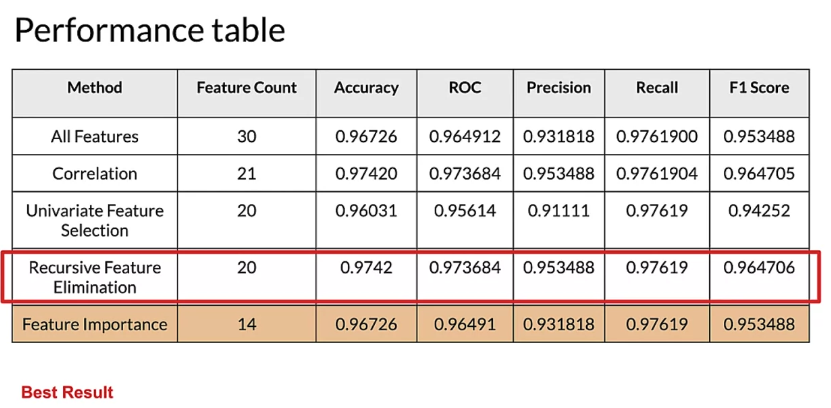 Performance table
Method Feature Count Accuracy ROC Precision Recall F1 Score
All Features 30 0.96726 0.964912 0.931818 0.9761900 0.953488
Correlation 21 0.97420 0.973684 0.953488 0.9761904 0.964705
Univariate Feature 20 0.96031 0.95614 0.91111 0.97619 0.94252
Selection
Recursive Feature 20 0.9742 0.973684 0.953488 0.97619 0.964706
Elimination
Feature Importance 14 0.96726 0.96491 0.931818 0.97619 0.953488
Best Result